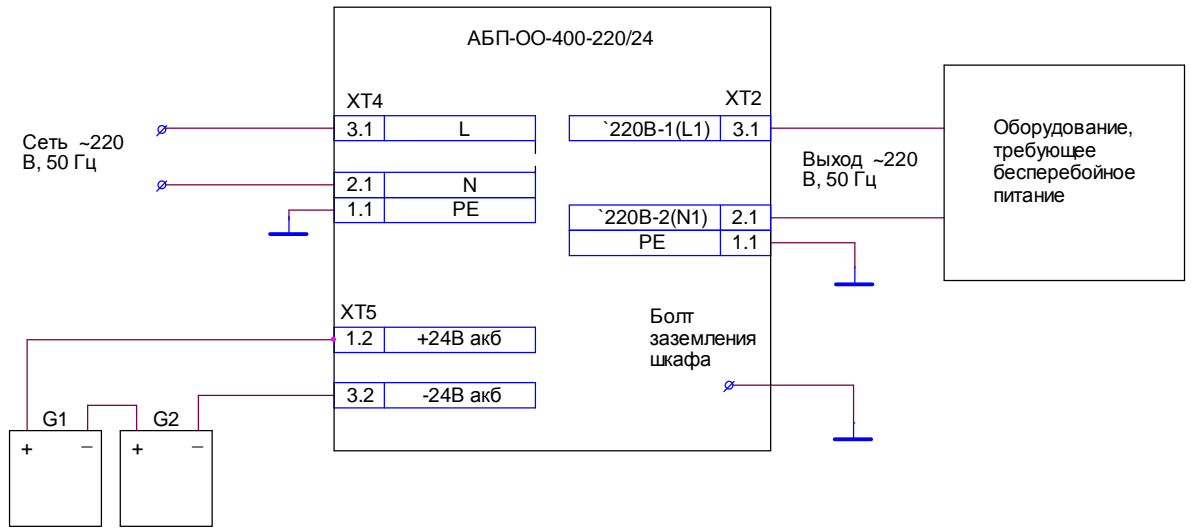 АБП-ОО-400-220/24
XT4
3.1 L
2.1 N
1.1 PE
Сеть ~220
В, 50 Гц
XT2
`220В-1(L1) 3.1
`220В-2(N1) 2.1
PE 1.1
Выход ~220
В, 50 Гц
Оборудование,
требующее
бесперебойное
питание
XT5
1.2 +24В акб
3.2 -24В акб
Болт
заземления
шкафа
G1
G2
+ –
+ –